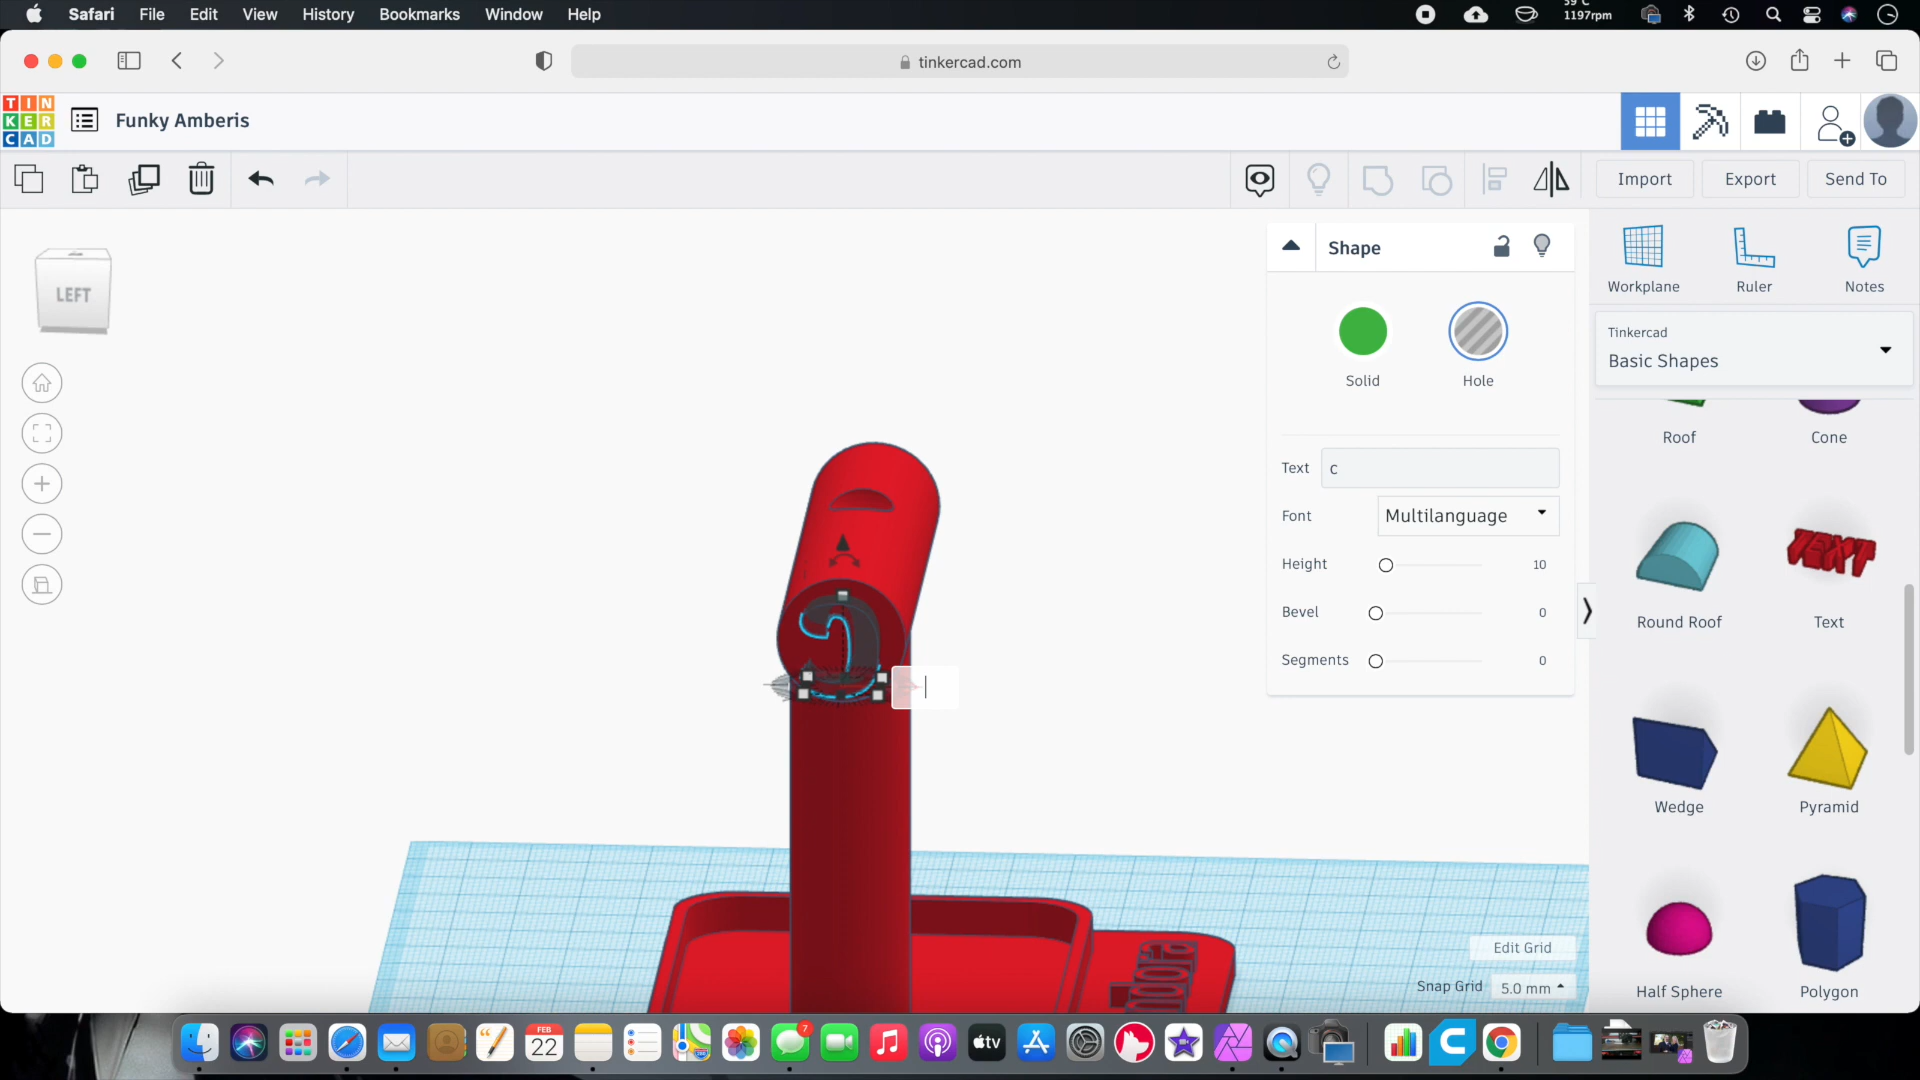 Safari File Edit View History Bookmarks Window Help
1197rpm
tinkercad.com
TIN
KER
CAD
Funky Amberis
Import Export Send To
LEFT
Shape
Workplane Ruler Notes
Solid Hole
Tinkercad
Basic Shapes
Text c
Font Multilanguage
Height 10
Bevel 0
Segments 0
Roof Cone
TEXT
Round Roof Text
Wedge Pyramid
Half Sphere Polygon
Edit Grid
Snap Grid 5.0 mm
FEB
22
7
tv